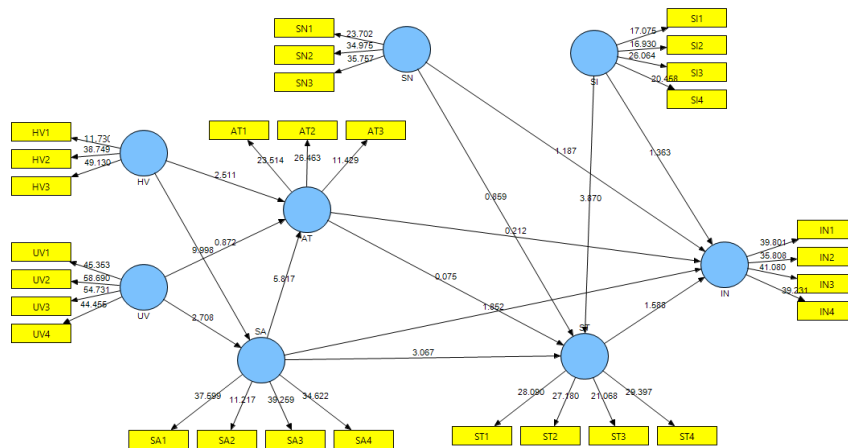 SN1
23.702
SN2
34.975
SN3
35.757
SN
SI1
17.075
SI2
16.930
SI3
26.064
SI4
20.458
SI
HV1
11.730
HV2
38.749
HV3
49.130
HV
AT1
AT2
AT3
23.514
26.463
11.429
AT
2.511
1.187
1.363
0.859
3.870
0.212
9.998
0.872
5.817
0.075
UV1
45.363
UV2
58.690
UV3
54.731
UV4
44.455
UV
2.708
1.852
IN1
39.801
IN2
35.808
IN3
41.080
IN4
39.231
IN
SA
ST
3.067
37.599
11.217
39.259
34.622
SA1
SA2
SA3
SA4
28.090
27.180
21.068
29.397
ST1
ST2
ST3
ST4